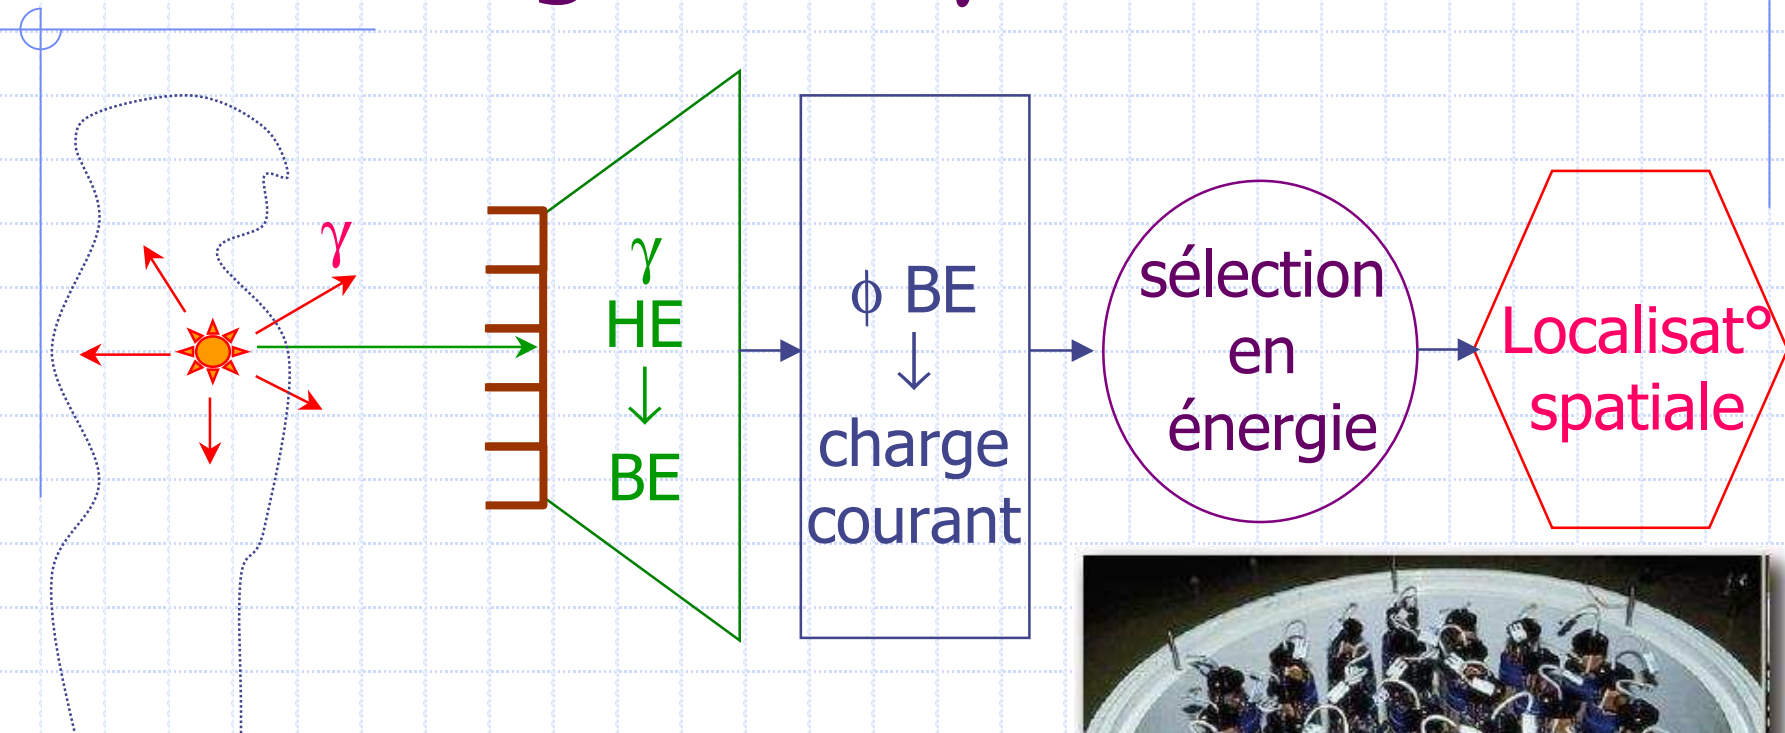 γ
γ
HE
↓
BE
ϕ BE
↓
charge
courant
sélection
en
énergie
Localisat°
spatiale